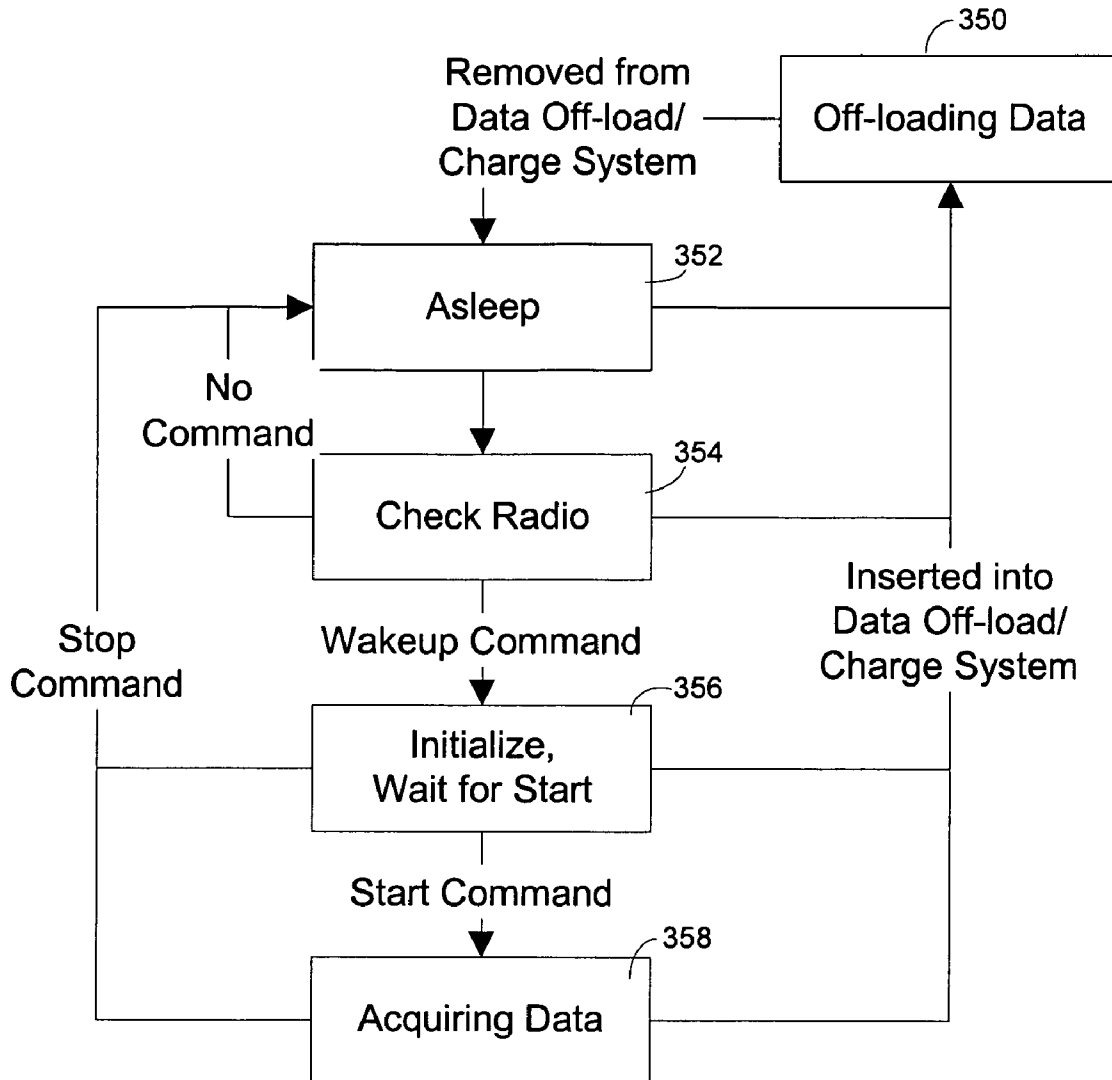 350
Removed from
Data Off-load/
Charge System
Off-loading Data
352
Asleep
No
Command
354
Check Radio
Inserted into
Data Off-load/
Charge System
Stop
Command
Wakeup Command
356
Initialize,
Wait for Start
Start Command
358
Acquiring Data